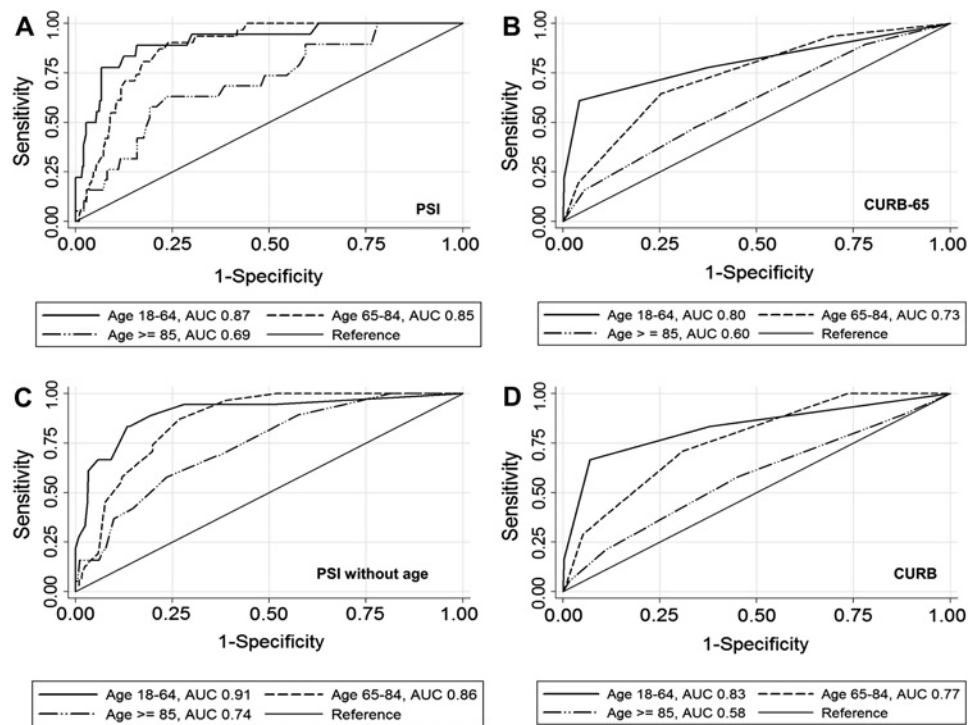 A
Sensitivity
1.00
0.75
0.50
0.25
0.00
PSI
0.00 0.25 0.50 0.75 1.00
1-Specificity
Age 18-64, AUC 0.87 Age 65-84, AUC 0.85
Age >= 85, AUC 0.69 Reference
B
Sensitivity
1.00
0.75
0.50
0.25
0.00
CURB-65
0.00 0.25 0.50 0.75 1.00
1-Specificity
Age 18-64, AUC 0.80 Age 65-84, AUC 0.73
Age >= 85, AUC 0.60 Reference
C
Sensitivity
1.00
0.75
0.50
0.25
0.00
PSI without age
0.00 0.25 0.50 0.75 1.00
1-Specificity
Age 18-64, AUC 0.91 Age 65-84, AUC 0.86
Age >= 85, AUC 0.74 Reference
D
Sensitivity
1.00
0.75
0.50
0.25
0.00
CURB
0.00 0.25 0.50 0.75 1.00
1-Specificity
Age 18-64, AUC 0.83 Age 65-84, AUC 0.77
Age >= 85, AUC 0.58 Reference